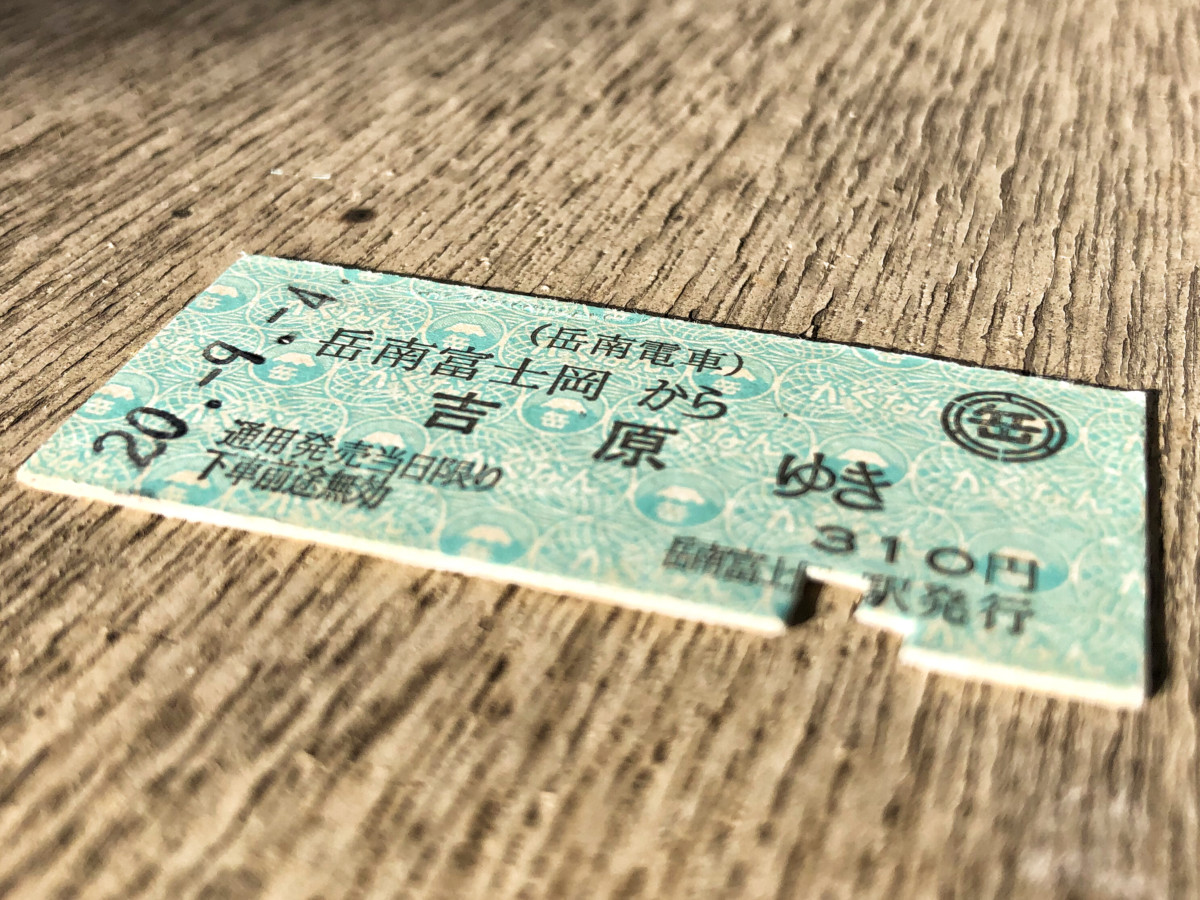 20.-9.-4.
(岳南電車)
岳南富士岡 から
吉原 ゆき
通用発売当日限り
下車前途無効
310円
岳南富士 駅発行
岳